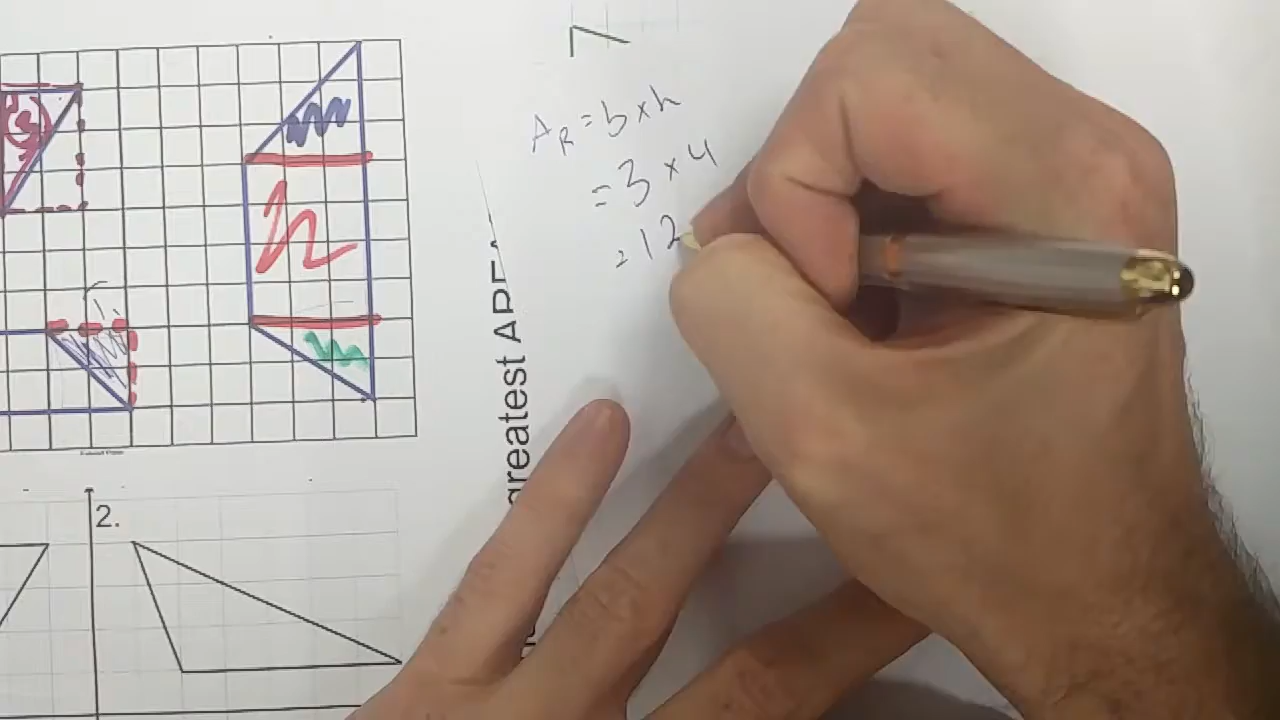 A_R = b x h
= 3 x 4
= 12
greatest ARE
2.